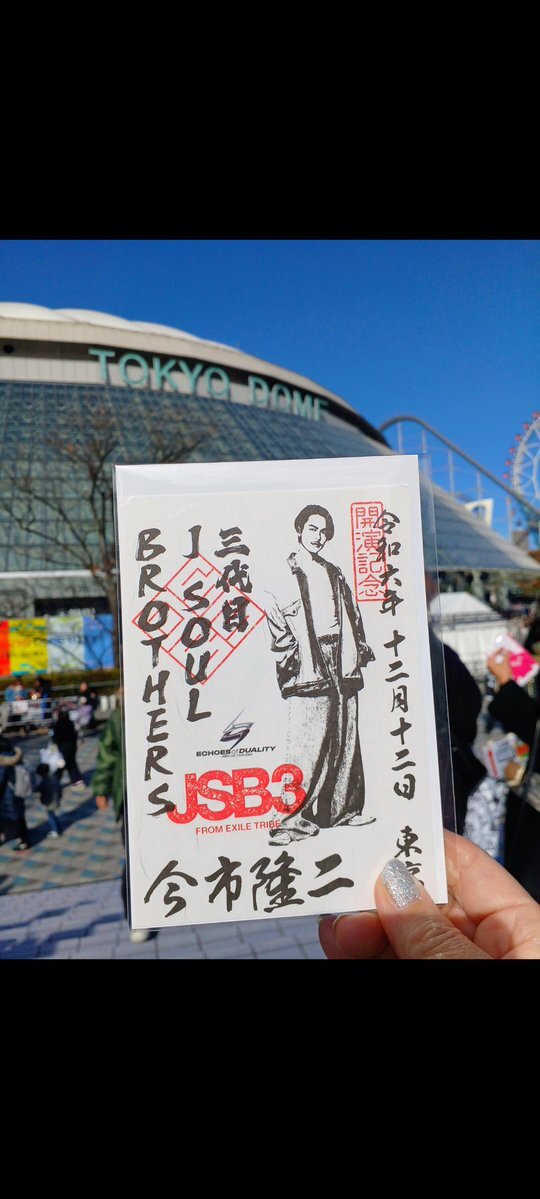 TOKYO DOME
開演記念
令和六年 十二月十二日 東京
三代目
J SOUL
BROTHERS
ECHOES of DUALITY
JSB3
FROM EXILE TRIBE
今市隆二